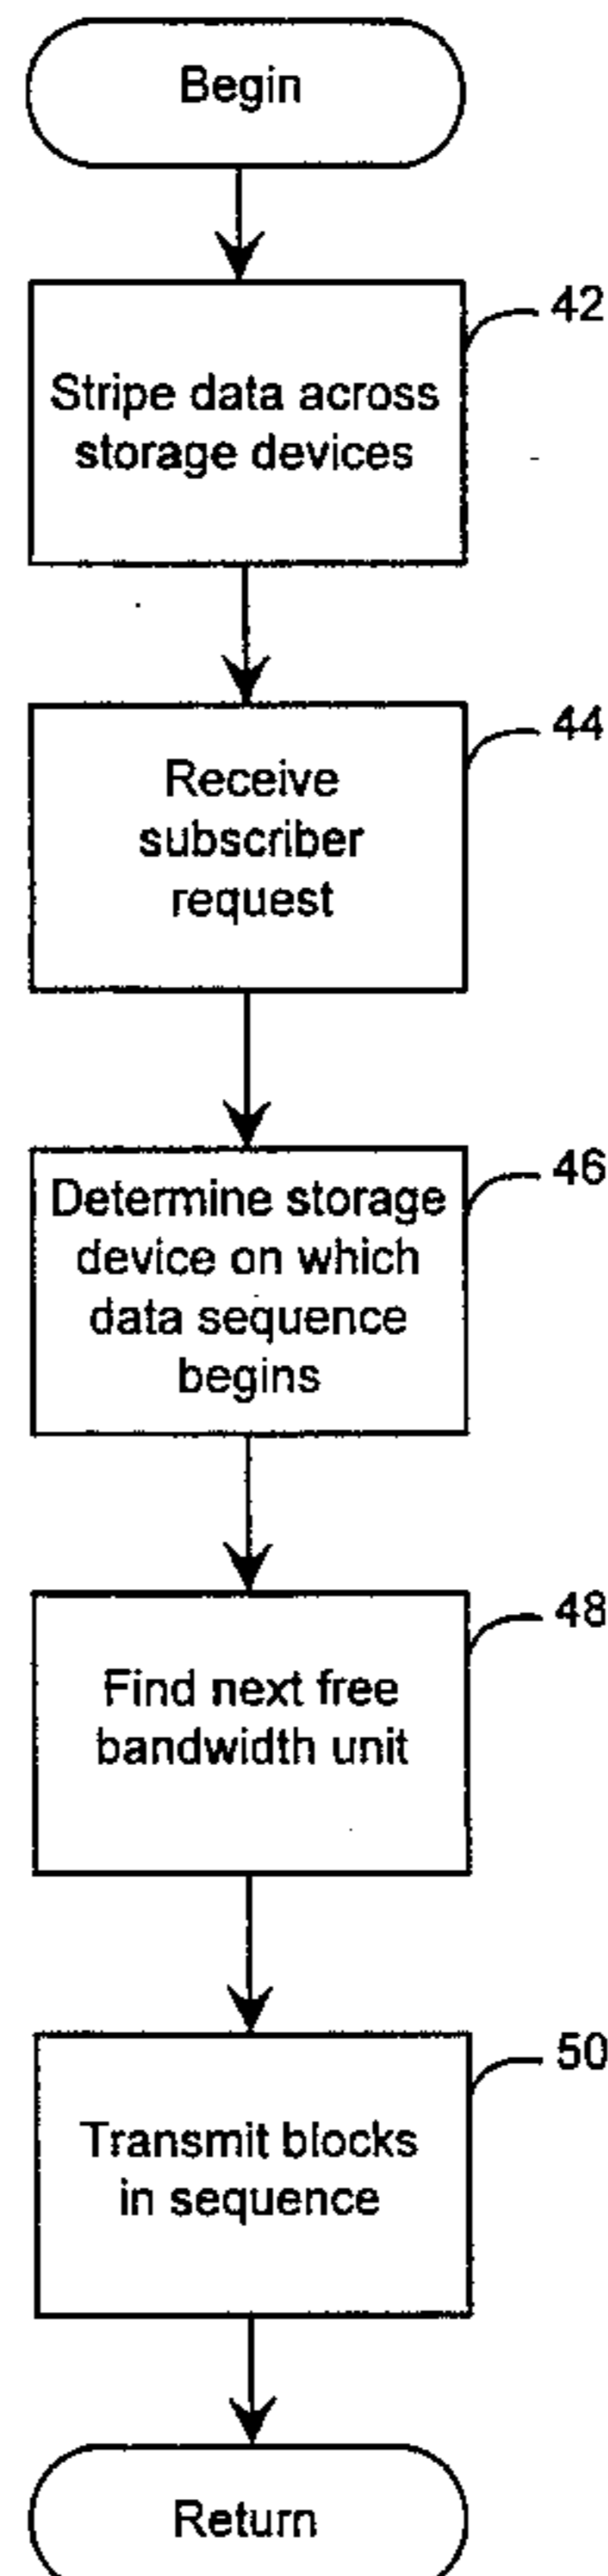 Begin
42
Stripe data across
storage devices
44
Receive
subscriber
request
46
Determine storage
device on which
data sequence
begins
48
Find next free
bandwidth unit
50
Transmit blocks
in sequence
Return